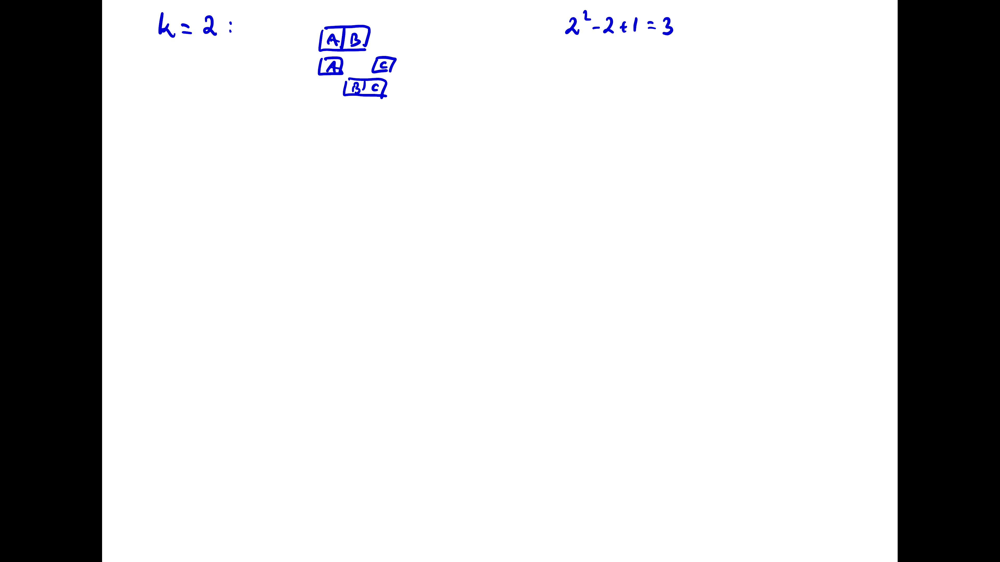 k = 2 :
A B
A C
B C
2² - 2 + 1 = 3